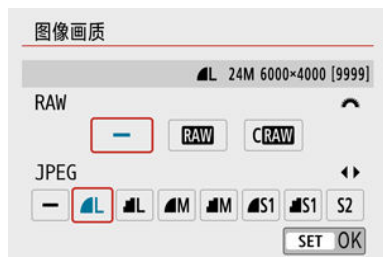 图像画质
L 24M 6000×4000 [9999]
RAW
— RAW CRAW
JPEG
— L L M M S1 S1 S2
SET OK